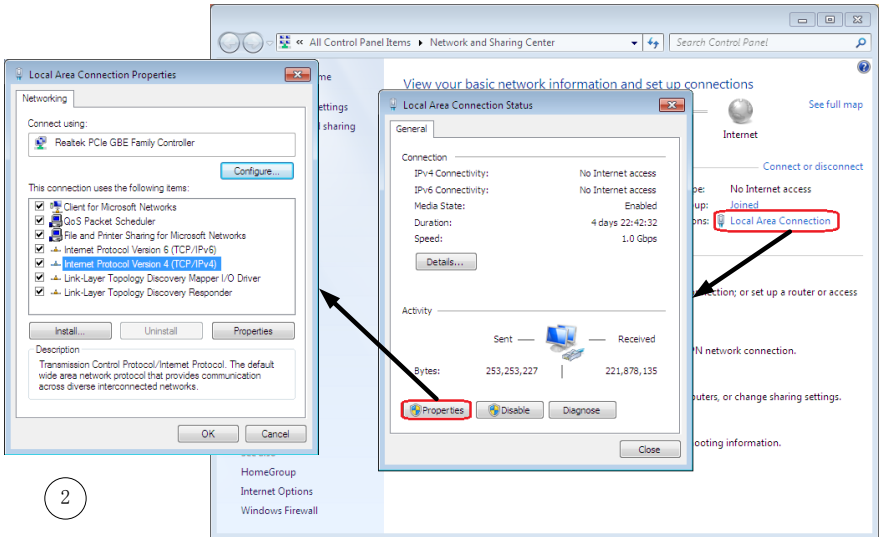 All Control Panel Items
Network and Sharing Center
Search Control Panel
View your basic network information and set up connections
See full map
Internet
Connect or disconnect
No Internet access
Joined
Local Area Connection
sharing
or set up a router or access
network connection.
or change sharing settings.
information.
HomeGroup
Internet Options
Windows Firewall
Local Area Connection Status
General
Connection
IPv4 Connectivity: No Internet access
IPv6 Connectivity: No Internet access
Media State: Enabled
Duration: 4 days 22:42:32
Speed: 1.0 Gbps
Details...
Activity
Sent — — Received
Bytes: 253,253,227 | 221,878,135
Properties Disable Diagnose
Close
Local Area Connection Properties
Networking
Connect using:
Realtek PCIe GBE Family Controller
Configure...
This connection uses the following items:
Client for Microsoft Networks
QoS Packet Scheduler
File and Printer Sharing for Microsoft Networks
Internet Protocol Version 6 (TCP/IPv6)
Internet Protocol Version 4 (TCP/IPv4)
Link-Layer Topology Discovery Mapper I/O Driver
Link-Layer Topology Discovery Responder
Install... Uninstall Properties
Description
Transmission Control Protocol/Internet Protocol. The default
wide area network protocol that provides communication
across diverse interconnected networks.
OK Cancel
2